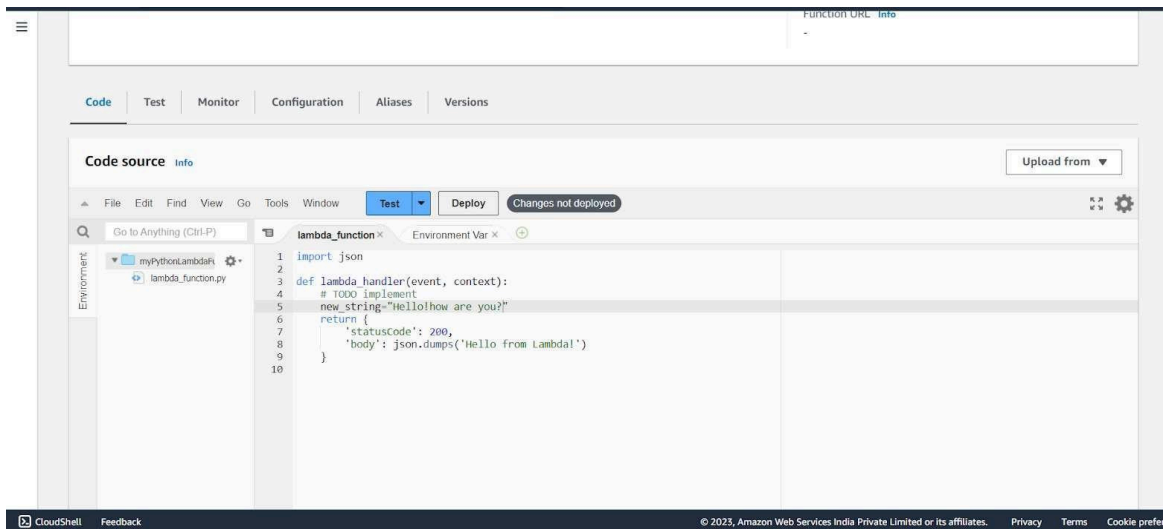 Function URL Info
-
Code Test Monitor Configuration Aliases Versions
Code source Info
Upload from
File Edit Find View Go Tools Window Test Deploy Changes not deployed
Go to Anything (Ctrl-P)
lambda_function × Environment Var ×
Environment
myPythonLambdaF
lambda_function.py
1 import json
2
3 def lambda_handler(event, context):
4 # TODO implement
5 new_string="Hello!how are you?"
6 return {
7 'statusCode': 200,
8 'body': json.dumps('Hello from Lambda!')
9 }
10
CloudShell Feedback © 2023, Amazon Web Services India Private Limited or its affiliates. Privacy Terms Cookie prefe